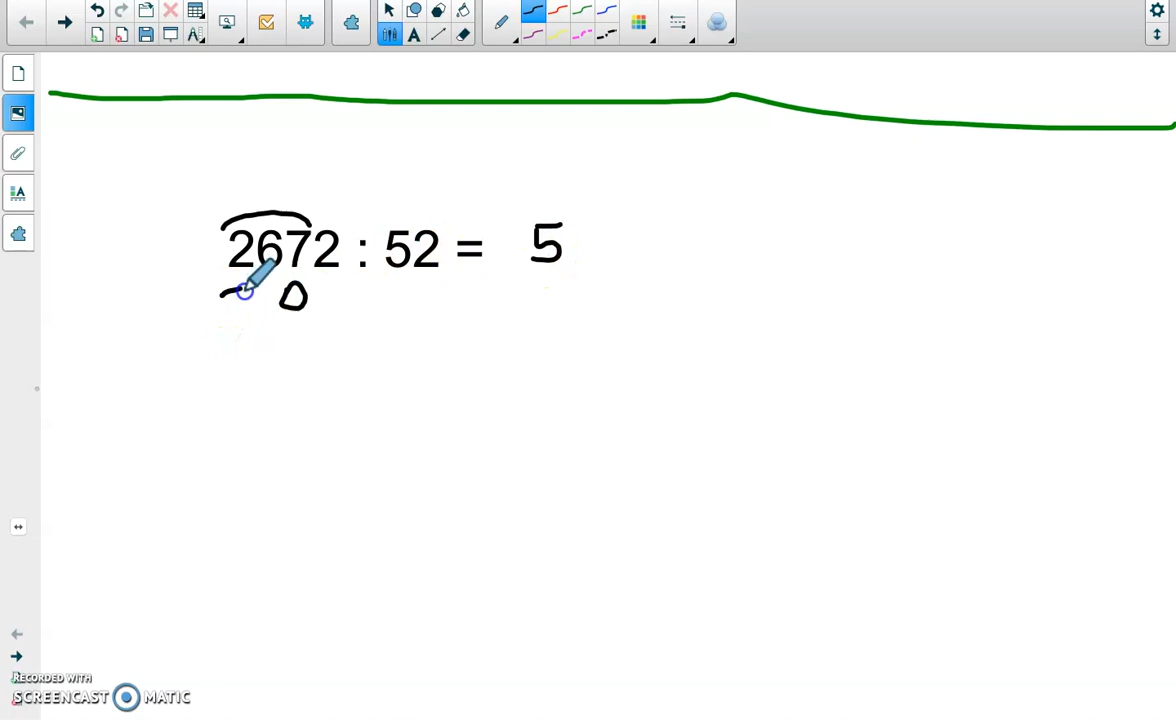 2672 : 52 = 5
0
RECORDED WITH
SCREENCAST MATIC